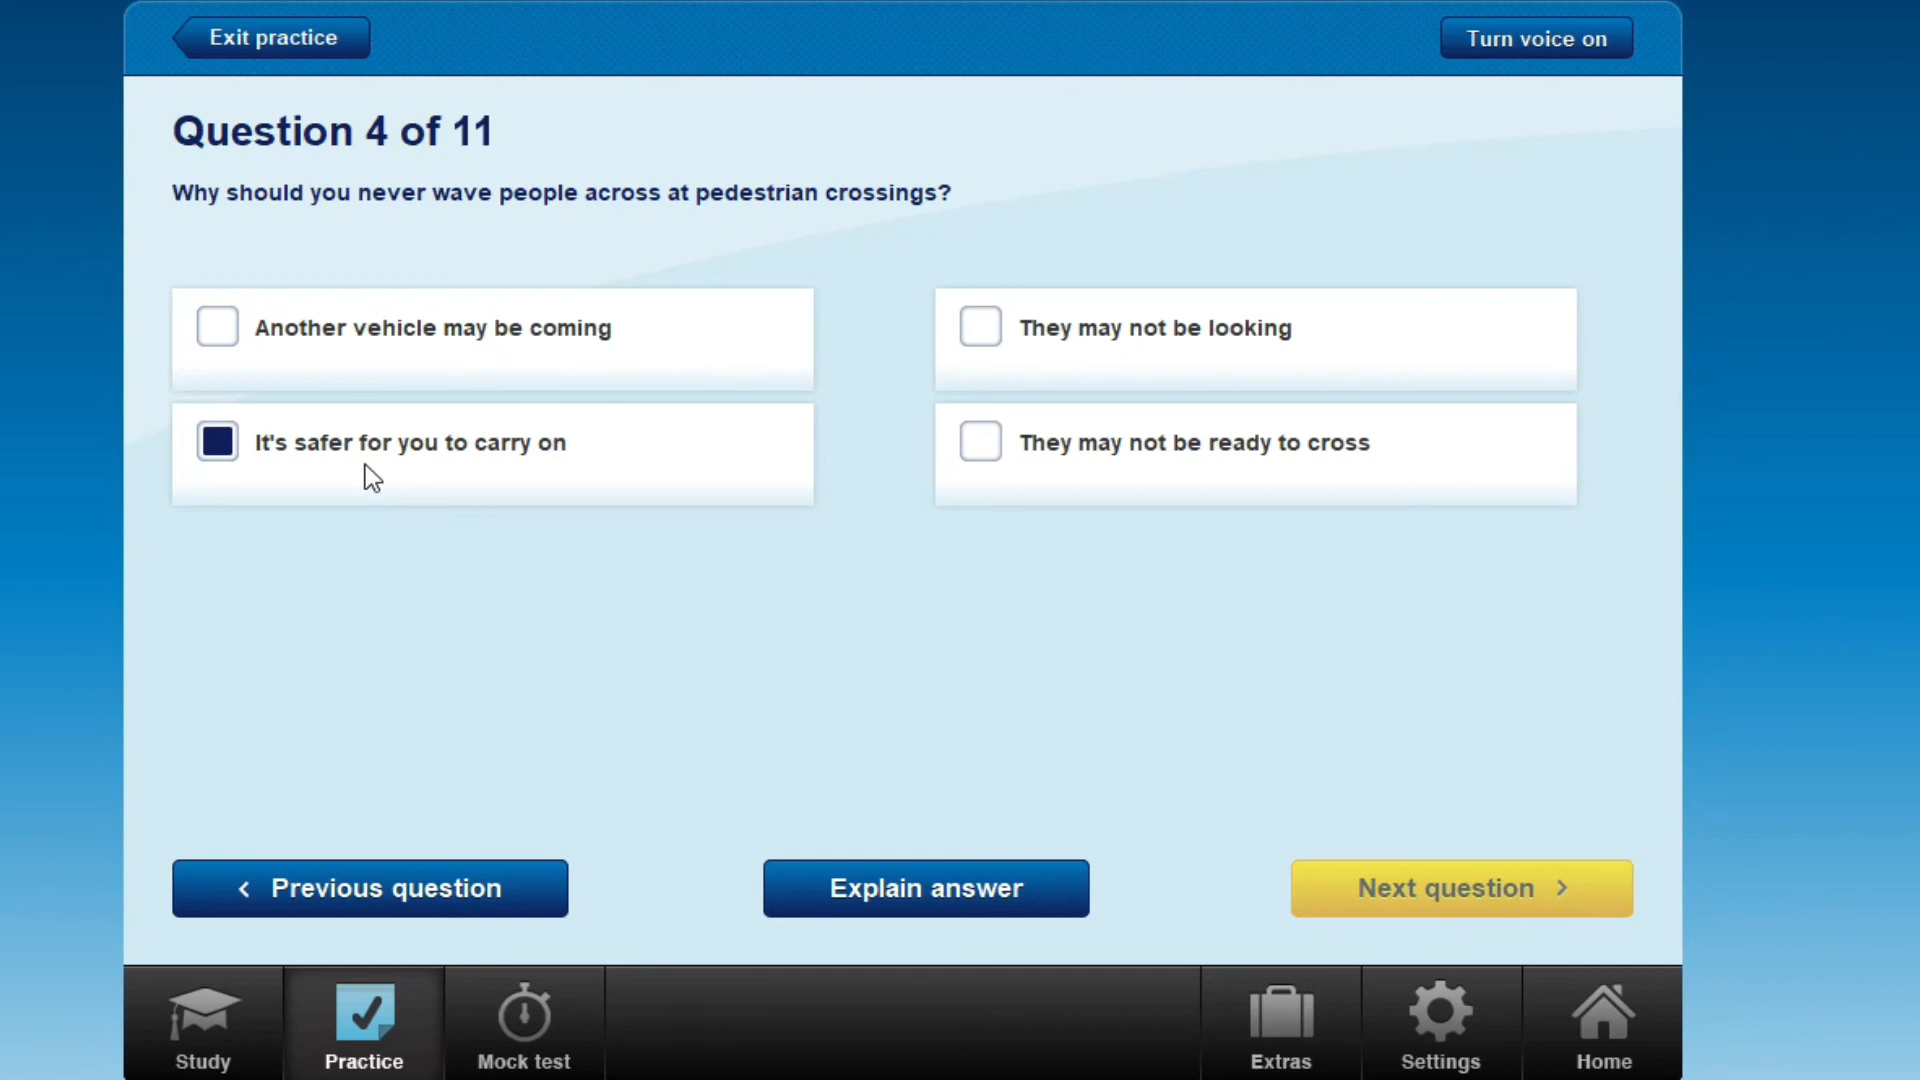 Exit practice
Turn voice on
Question 4 of 11
Why should you never wave people across at pedestrian crossings?
Another vehicle may be coming
They may not be looking
It's safer for you to carry on
They may not be ready to cross
Previous question
Explain answer
Next question
Study
Practice
Mock test
Extras
Settings
Home